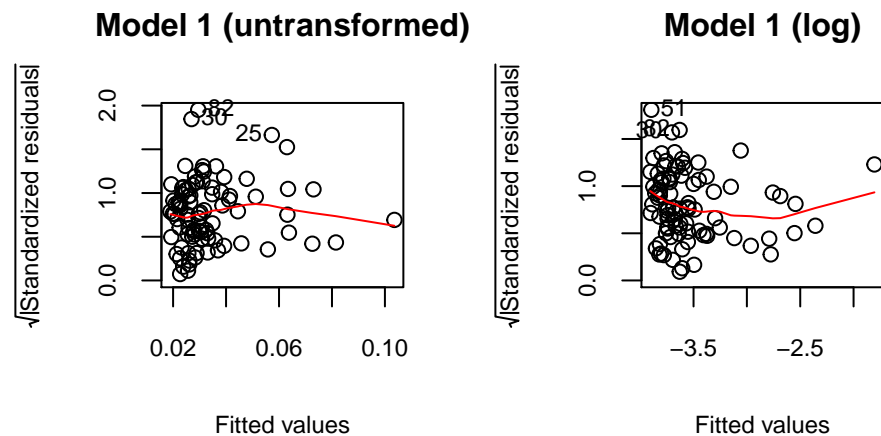 Model 1 (untransformed)
√|Standardized residuals|
0.0
1.0
2.0
82
30
25
0.02
0.06
0.10
Fitted values
Model 1 (log)
√|Standardized residuals|
0.0
1.0
51
82
30
−3.5
−2.5
Fitted values